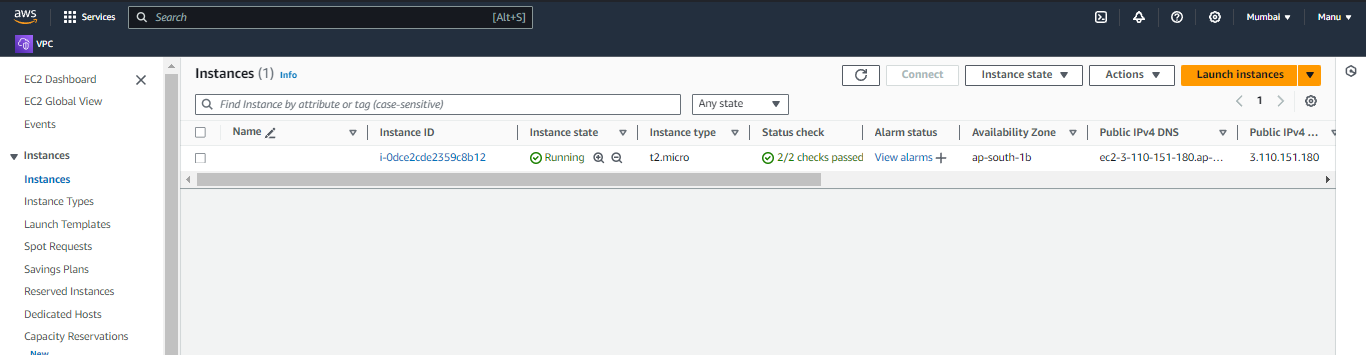 aws Services Search [Alt+S] Mumbai Manu
VPC
EC2 Dashboard
EC2 Global View
Events
Instances
Instances
Instance Types
Launch Templates
Spot Requests
Savings Plans
Reserved Instances
Dedicated Hosts
Capacity Reservations
New
Instances (1) Info Connect Instance state Actions Launch instances
Find Instance by attribute or tag (case-sensitive) Any state 1
Name Instance ID Instance state Instance type Status check Alarm status Availability Zone Public IPv4 DNS Public IPv4 ...
i-0dce2cde2359c8b12 Running t2.micro 2/2 checks passed View alarms + ap-south-1b ec2-3-110-151-180.ap-... 3.110.151.180